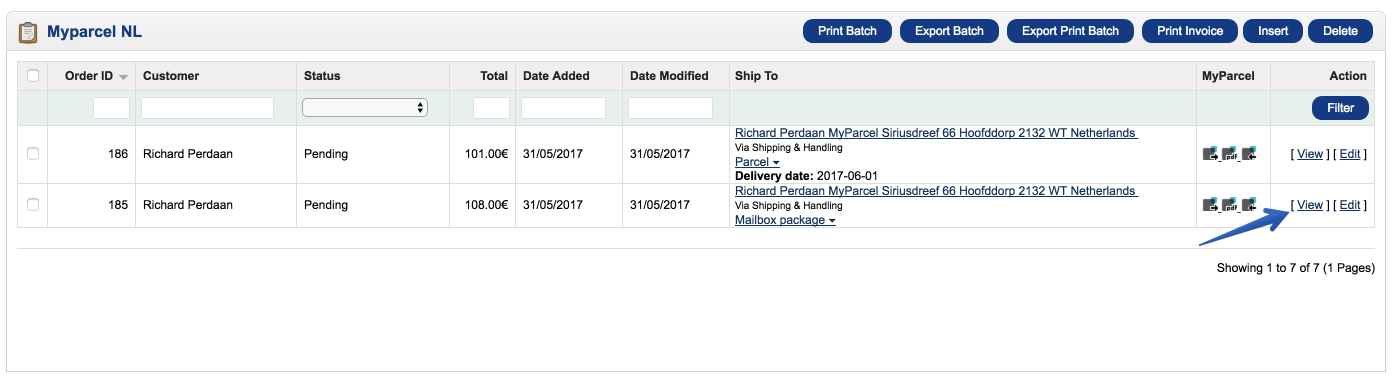 Myparcel NL
Print Batch Export Batch Export Print Batch Print Invoice Insert Delete
Order ID Customer Status Total Date Added Date Modified Ship To MyParcel Action
Filter
Richard Perdaan MyParcel Siriusdreef 66 Hoofddorp 2132 WT Netherlands
186 Richard Perdaan Pending 101.00€ 31/05/2017 31/05/2017 Via Shipping & Handling pdf [ View ] [ Edit ]
Parcel
Delivery date: 2017-06-01
Richard Perdaan MyParcel Siriusdreef 66 Hoofddorp 2132 WT Netherlands
185 Richard Perdaan Pending 108.00€ 31/05/2017 31/05/2017 Via Shipping & Handling pdf [ View ] [ Edit ]
Mailbox package
Showing 1 to 7 of 7 (1 Pages)